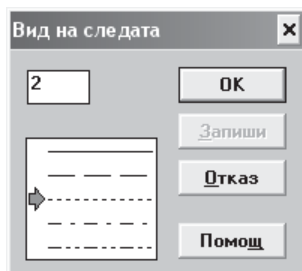 Вид на следата
2
OK
Запиши
Отказ
Помощ